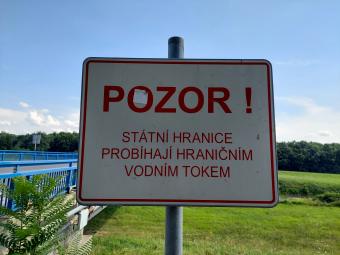 POZOR !
STÁTNÍ HRANICE
PROBÍHAJÍ HRANIČNÍM
VODNÍM TOKEM